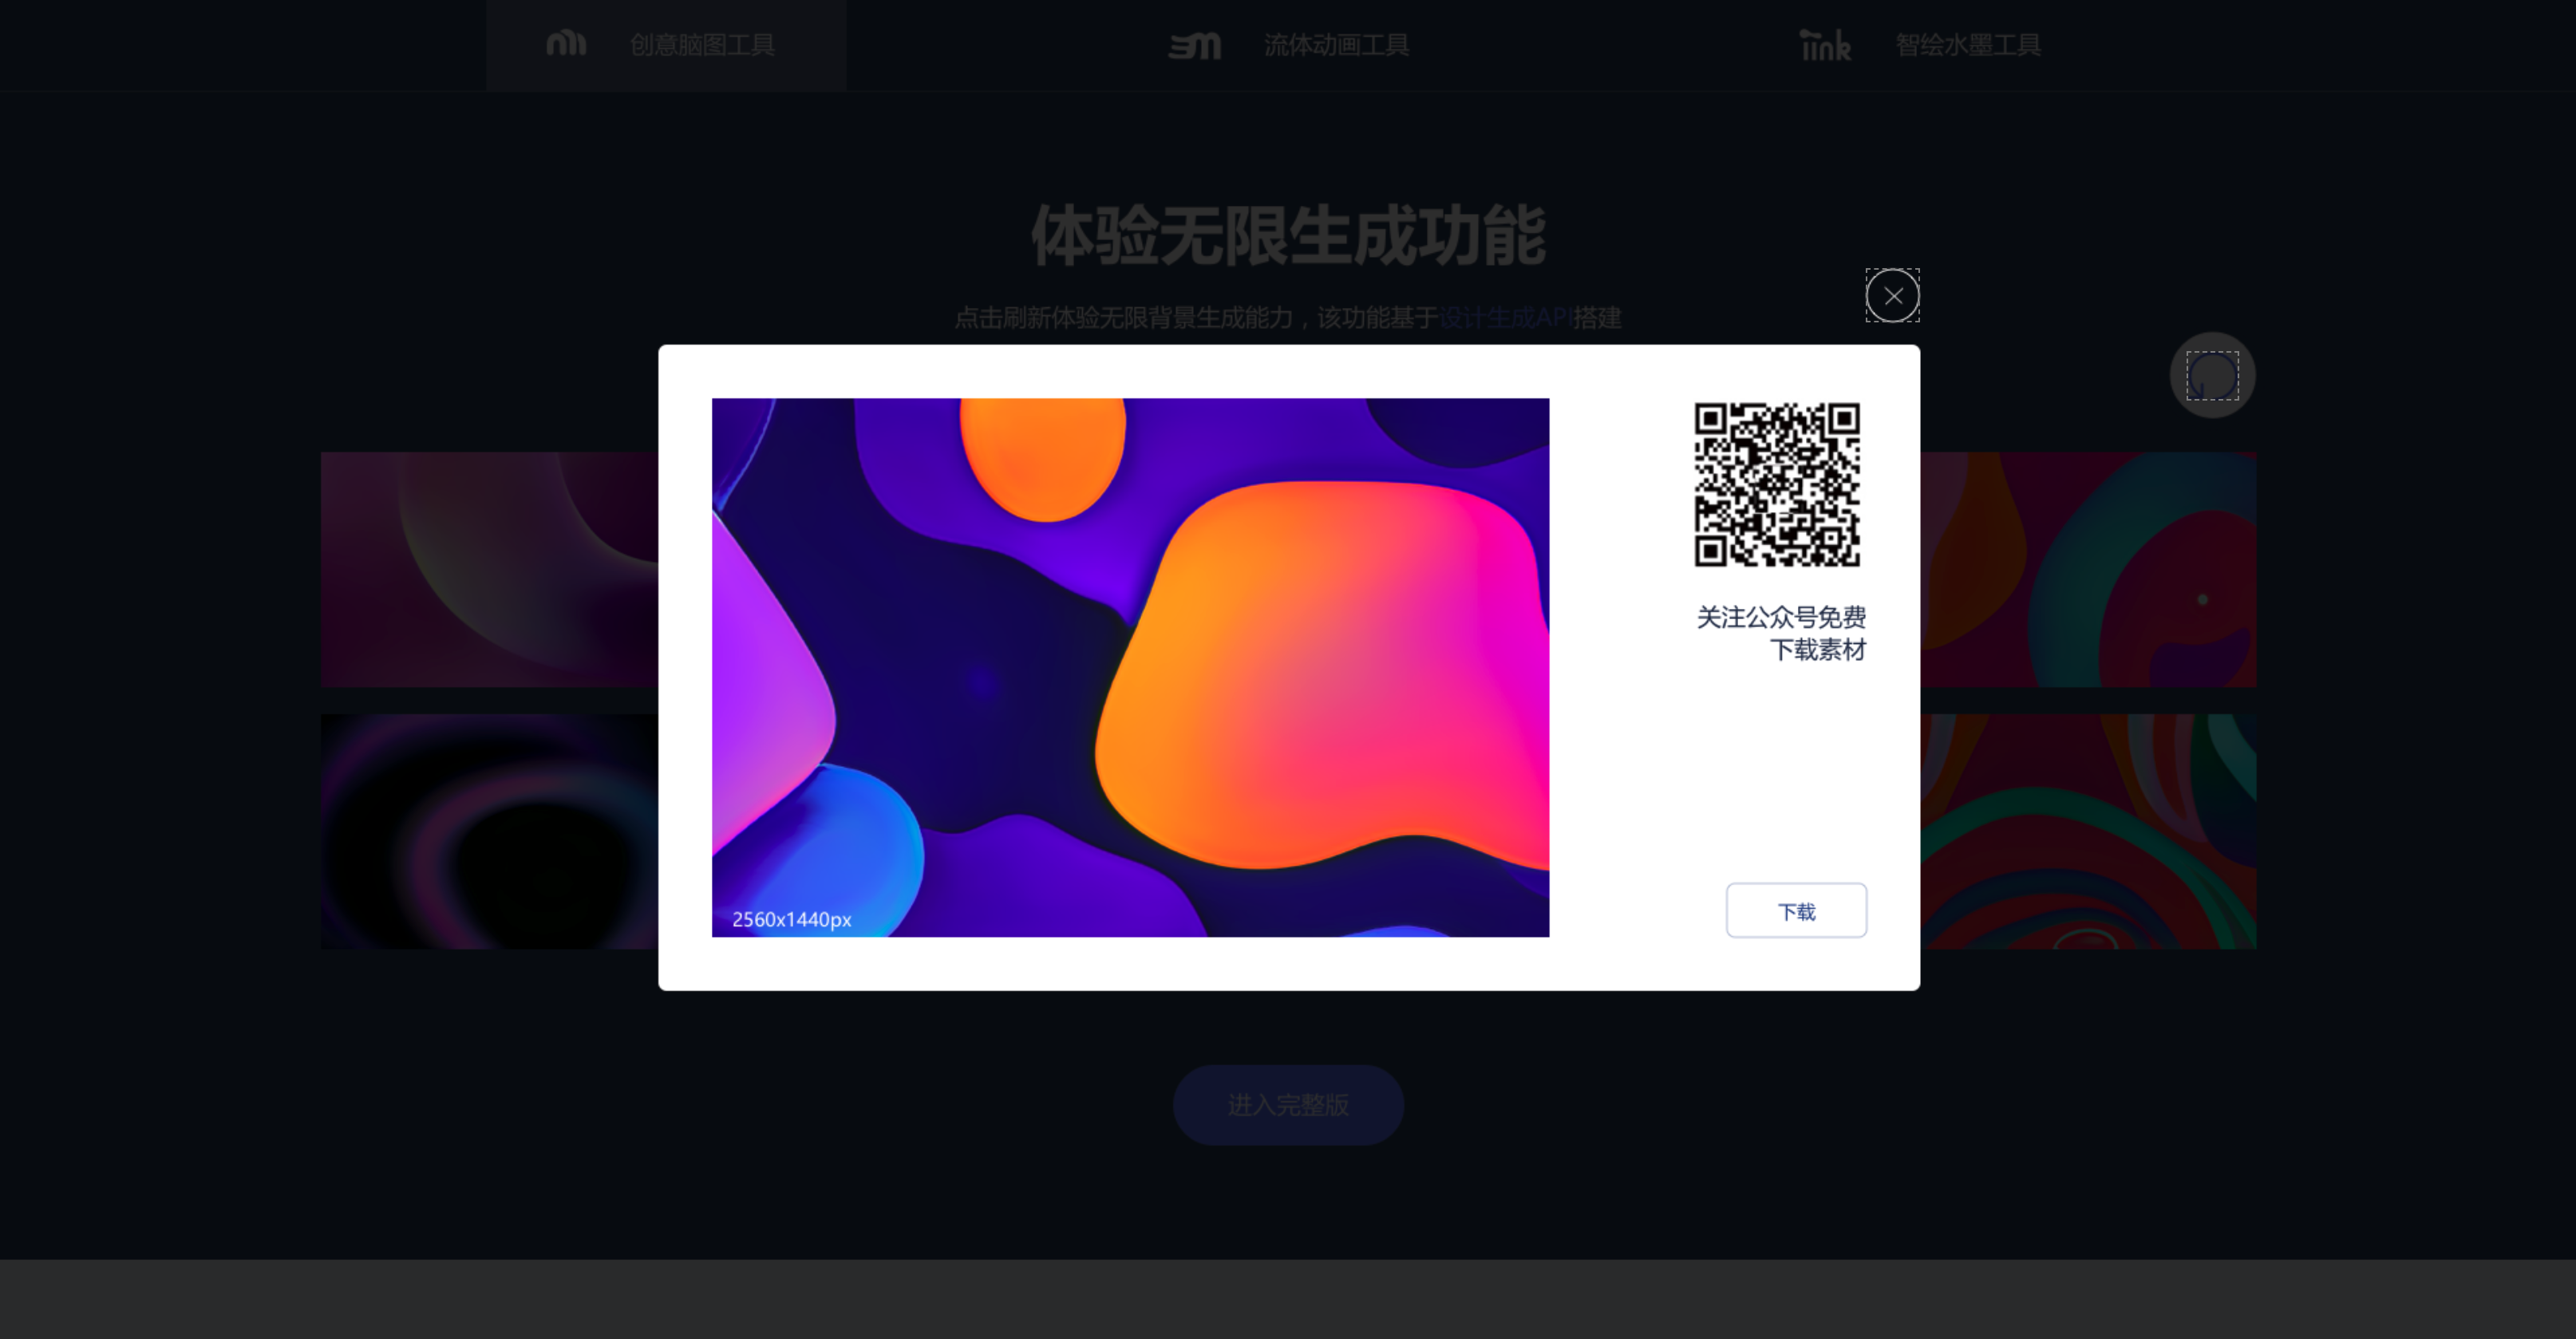 创意脑图工具
3m 流体动画工具
iink 智绘水墨工具
体验无限生成功能
点击刷新体验无限背景生成能力，该功能基于设计生成API搭建
关注公众号免费
下载素材
2560x1440px
下载
进入完整版